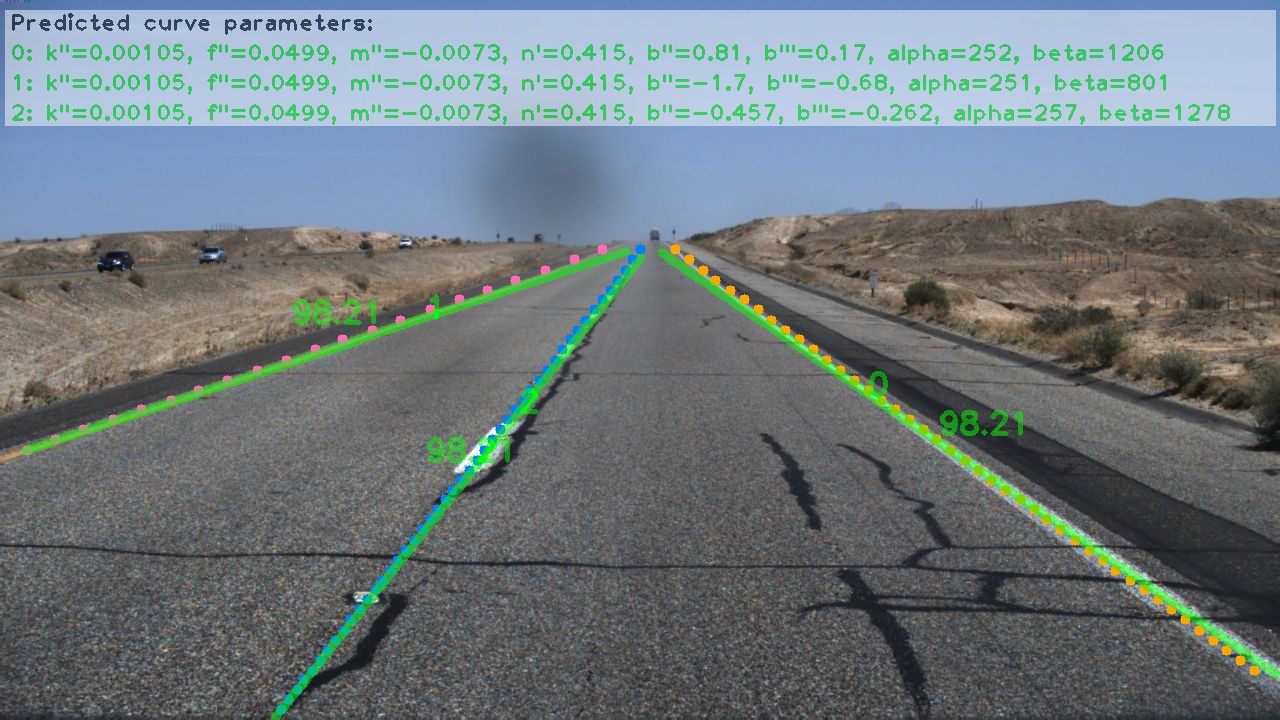 Predicted curve parameters:
0: k''=0.00105, f''=0.0499, m''=-0.0073, n'=0.415, b''=0.81, b'''=0.17, alpha=252, beta=1206
1: k''=0.00105, f''=0.0499, m''=-0.0073, n'=0.415, b''=-1.7, b'''=-0.68, alpha=251, beta=801
2: k''=0.00105, f''=0.0499, m''=-0.0073, n'=0.415, b''=-0.457, b'''=-0.262, alpha=257, beta=1278
98.21 1
0
2
98.21
98.21